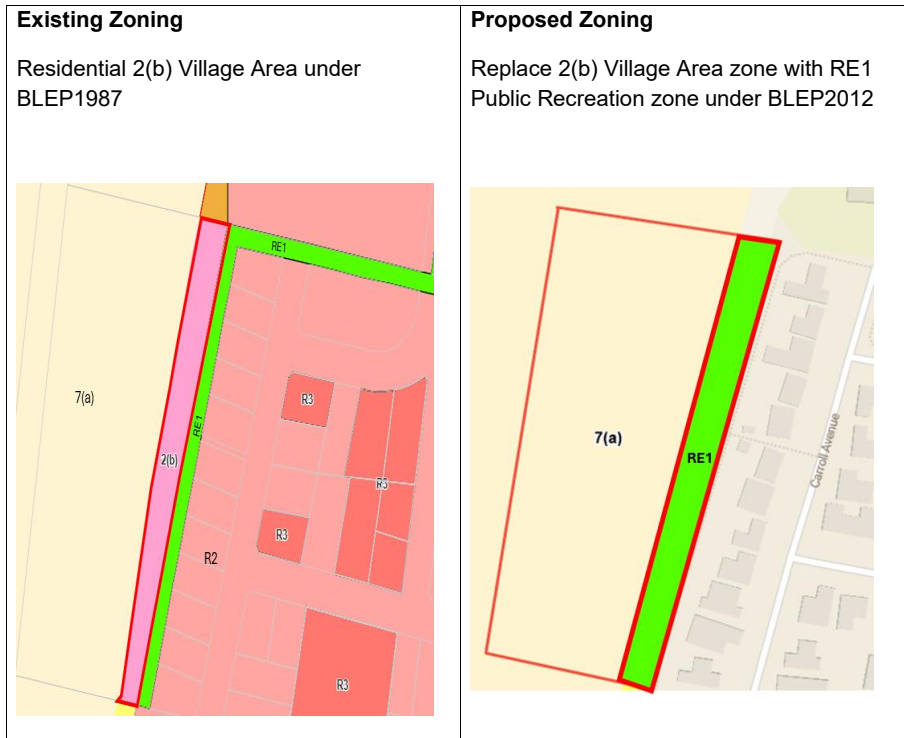 Existing Zoning
Residential 2(b) Village Area under
BLEP1987
RE1
7(a)
R3
RE1
2(b)
R5
R3
R2
R3
Proposed Zoning
Replace 2(b) Village Area zone with RE1
Public Recreation zone under BLEP2012
7(a)
RE1
Carroll Avenue